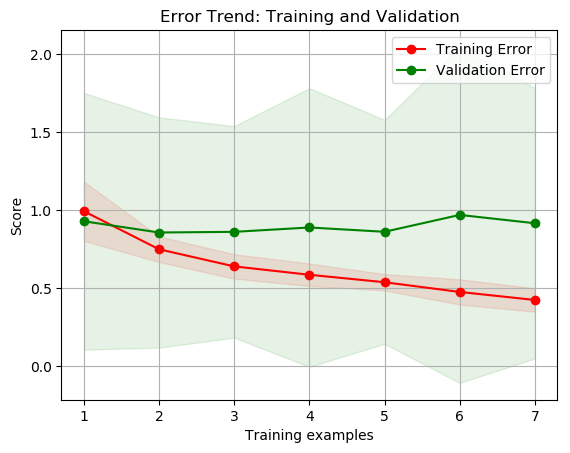 Error Trend: Training and Validation
Training Error
Validation Error
2.0
1.5
1.0
0.5
0.0
Score
1 2 3 4 5 6 7
Training examples